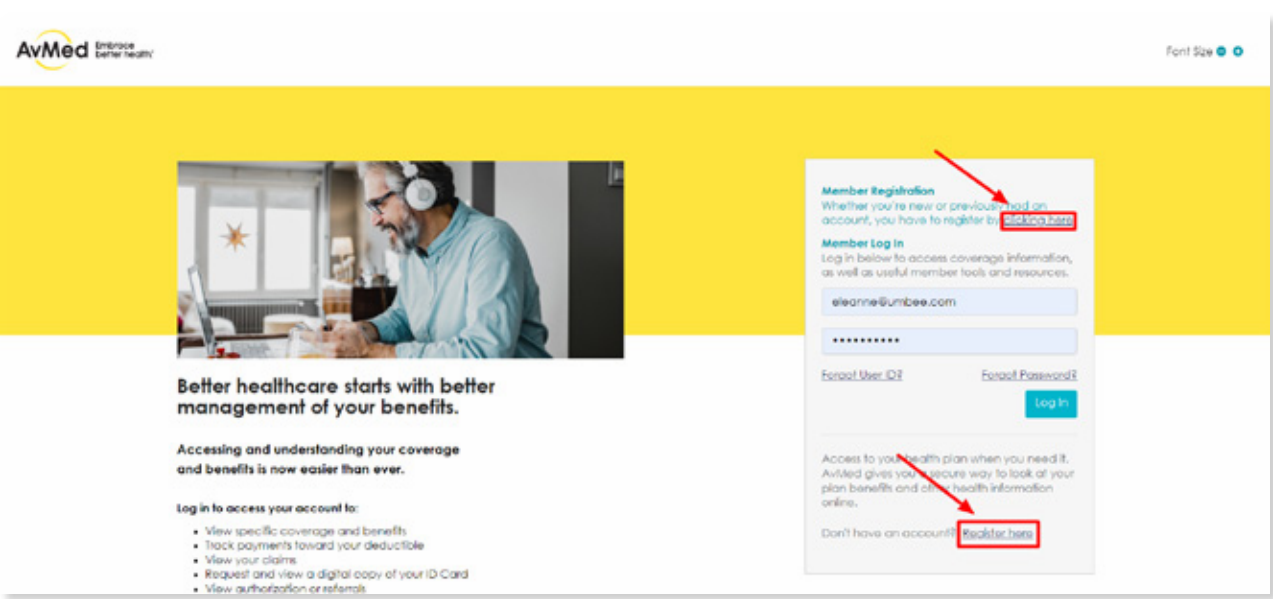 AvMed Embrace
better health®
Font Size
Member Registration
Whether you're new or previously had an
account, you have to register by clicking here
Member Log In
Log in below to access coverage information,
as well as useful member tools and resources.
eleanne@umbee.com
••••••••••
Forgot User ID?
Forgot Password?
Log In
Access to your health plan when you need it.
AvMed gives you a secure way to look at your
plan benefits and other health information
online.
Don't have an account? Register here
Better healthcare starts with better
management of your benefits.
Accessing and understanding your coverage
and benefits is now easier than ever.
Log in to access your account to:
• View specific coverage and benefits
• Track payments toward your deductible
• View your claims
• Request and view a digital copy of your ID Card
• View authorization or referrals